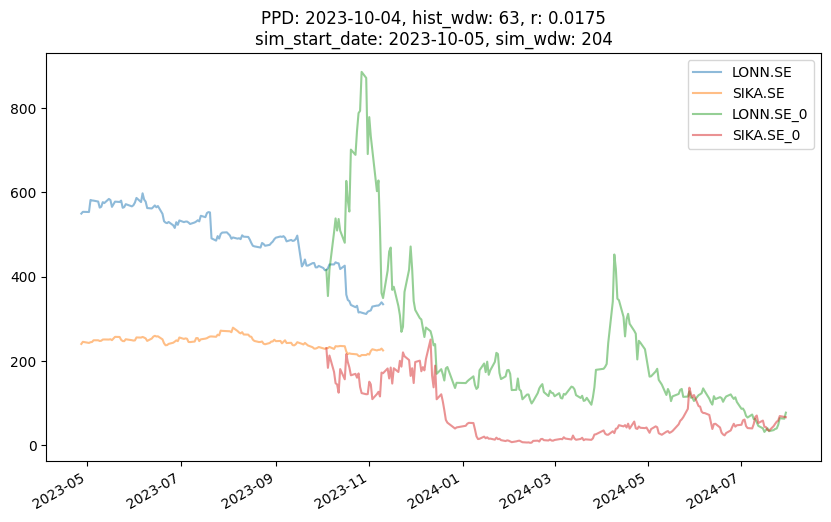 PPD: 2023-10-04, hist_wdw: 63, r: 0.0175
sim_start_date: 2023-10-05, sim_wdw: 204
LONN.SE
SIKA.SE
LONN.SE_0
SIKA.SE_0
800
600
400
200
0
2023-05
2023-07
2023-09
2023-11
2024-01
2024-03
2024-05
2024-07